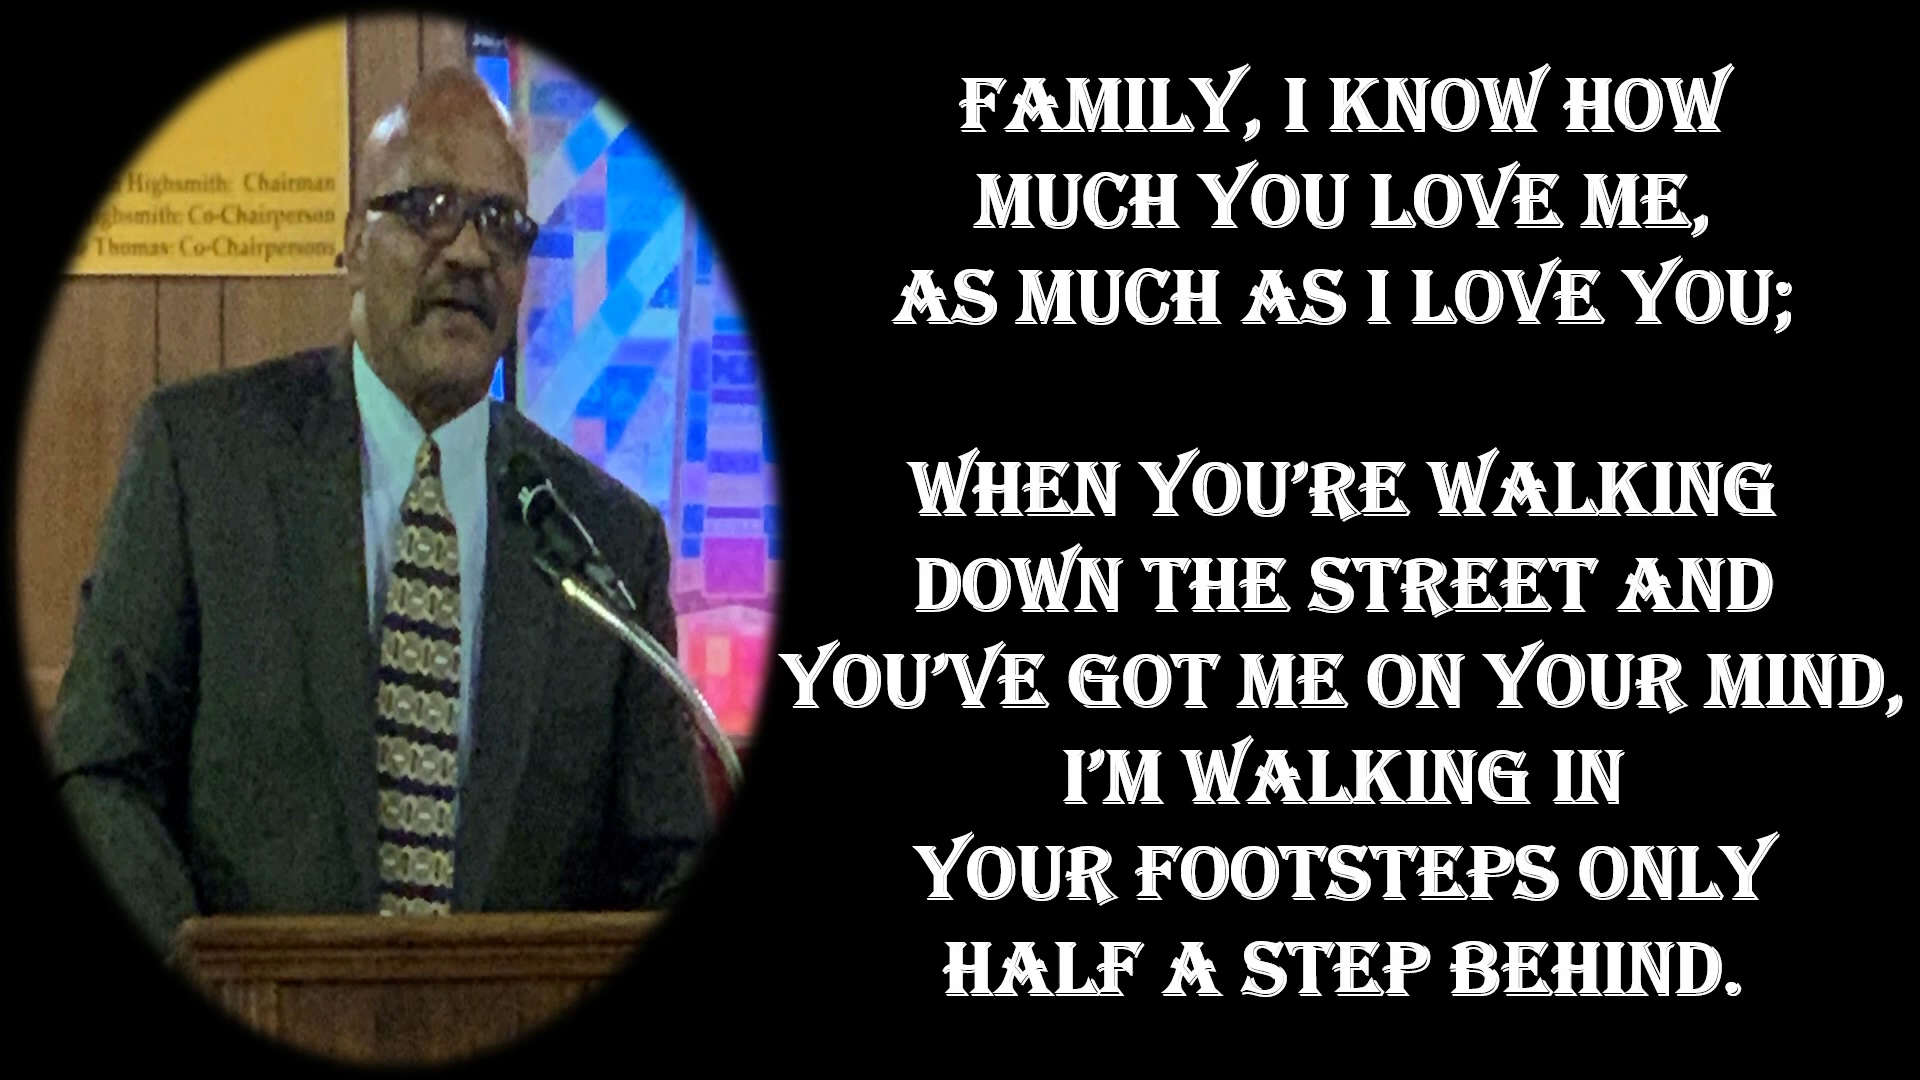 Highsmith: Chairman
Co-Chairperson
Thomas: Co-Chairpersons
FAMILY, I KNOW HOW
MUCH YOU LOVE ME,
AS MUCH AS I LOVE YOU;
WHEN YOU'RE WALKING
DOWN THE STREET AND
YOU'VE GOT ME ON YOUR MIND,
I'M WALKING IN
YOUR FOOTSTEPS ONLY
HALF A STEP BEHIND.